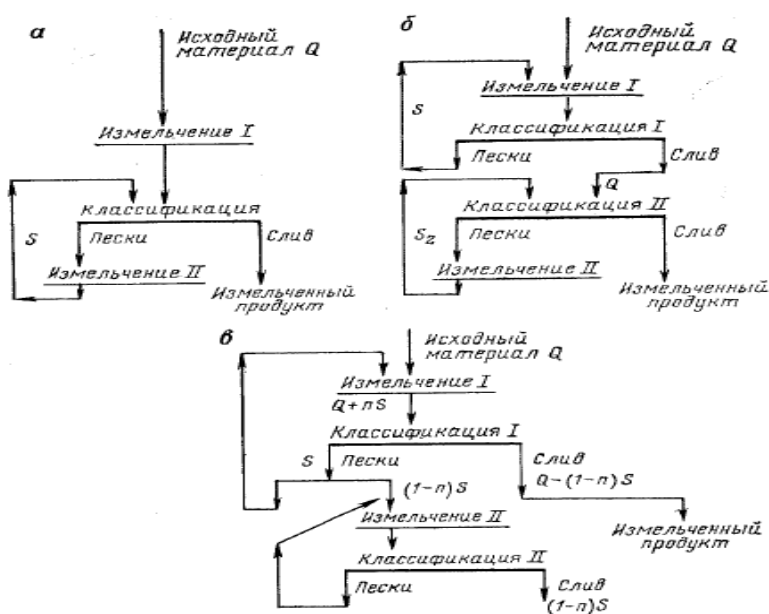 а
Исходный
материал Q
Измельчение I
Классификация
S
Пески
Слив
Измельчение II
Измельченный
продукт
б
Исходный
материал Q
Измельчение I
S
Классификация I
Пески
Слив
Q
Классификация II
S₂
Пески
Слив
Измельчение II
Измельченный
продукт
в
Исходный
материал Q
Измельчение I
Q+nS
Классификация I
S
Пески
Слив
(1-n)S
Q-(1-n)S
Измельчение II
Измельченный
продукт
Классификация II
Пески
Слив
(1-n)S